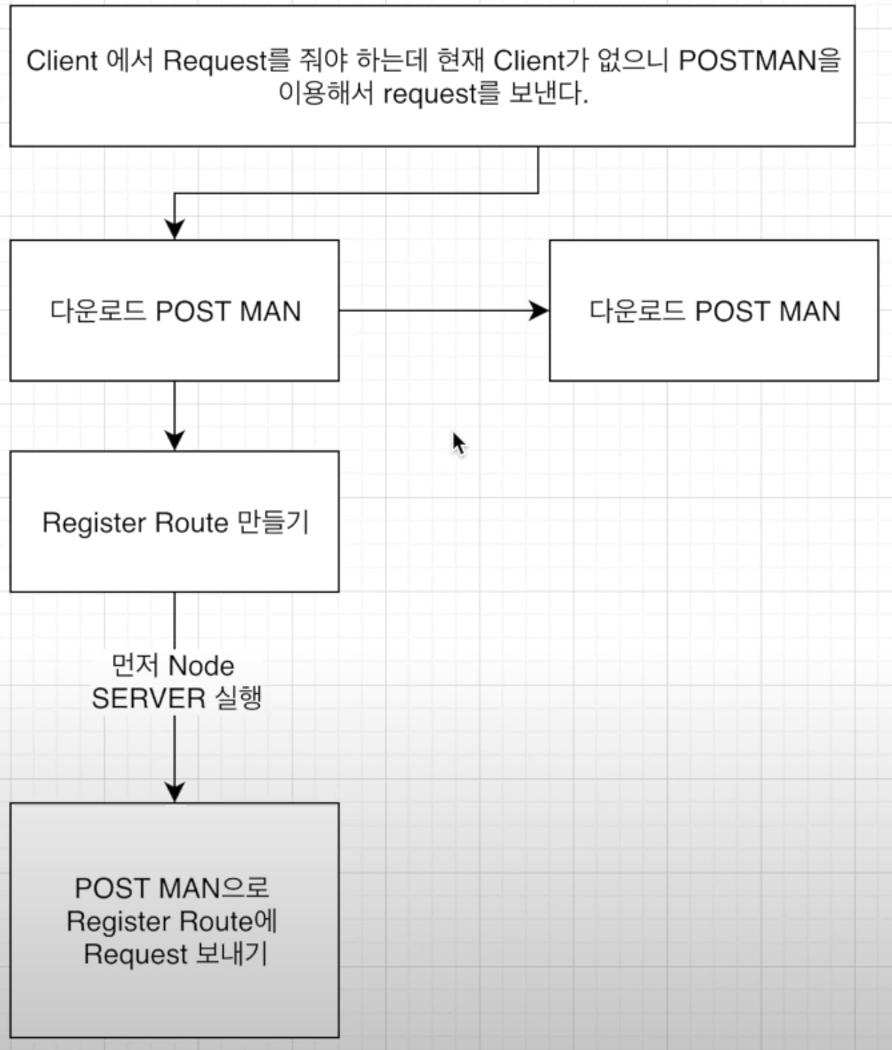 Client 에서 Request를 줘야 하는데 현재 Client가 없으니 POSTMAN을
이용해서 request를 보낸다.
다운로드 POST MAN
다운로드 POST MAN
Register Route 만들기
먼저 Node
SERVER 실행
POST MAN으로
Register Route에
Request 보내기